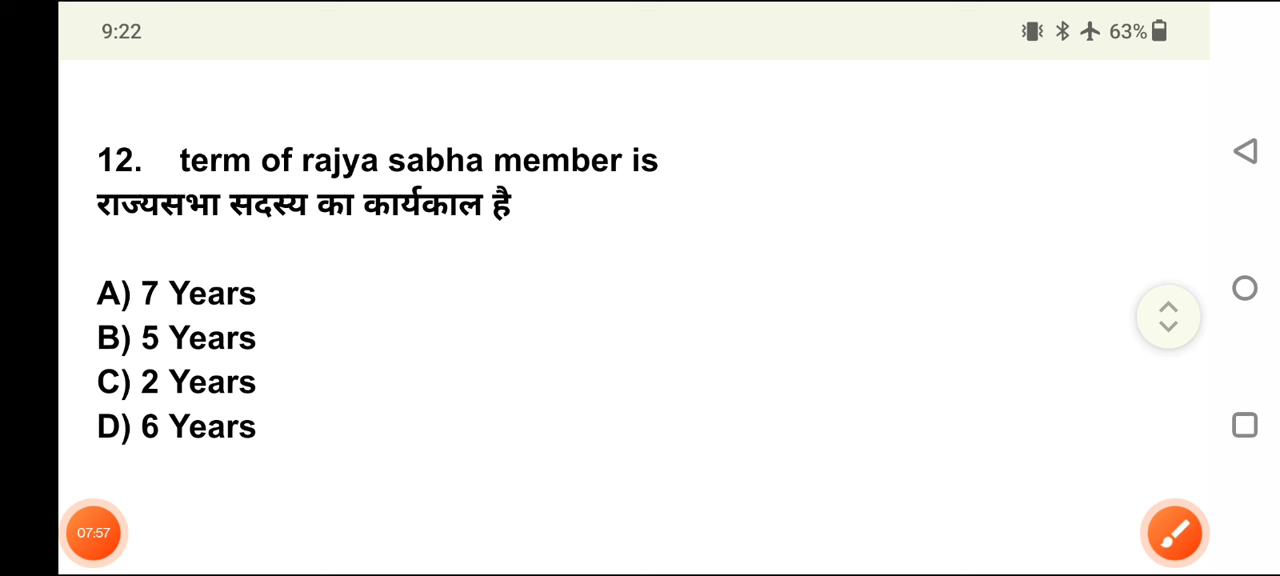 9:22
63%
12. term of rajya sabha member is
राज्यसभा सदस्य का कार्यकाल है
A) 7 Years
B) 5 Years
C) 2 Years
D) 6 Years
07:57